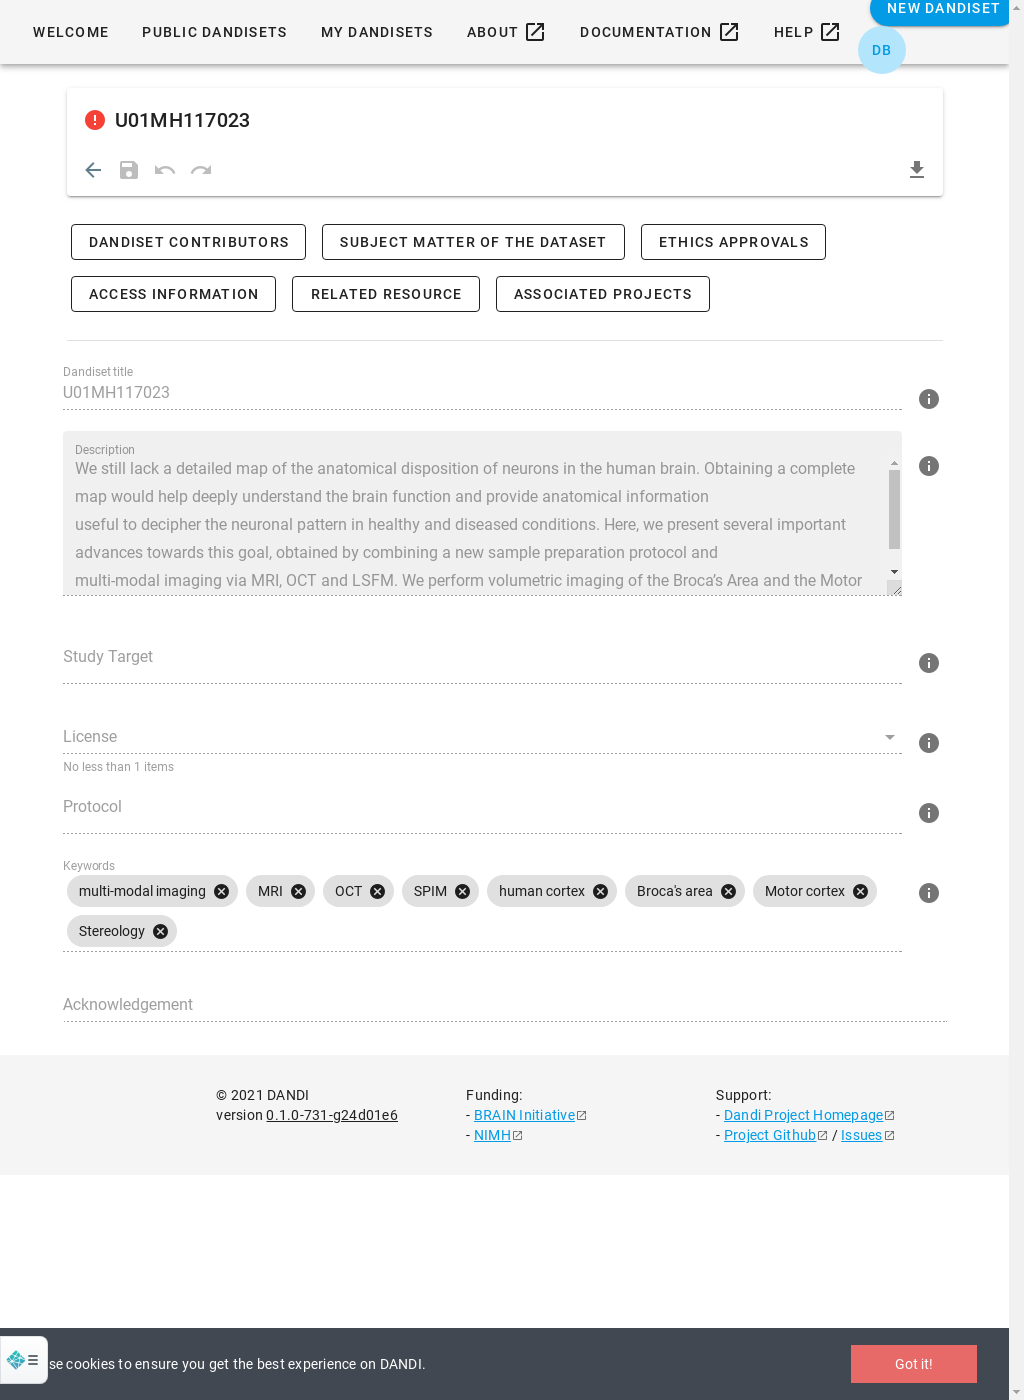 WELCOME PUBLIC DANDISETS MY DANDISETS ABOUT DOCUMENTATION HELP NEW DANDISET
DB
U01MH117023
DANDISET CONTRIBUTORS SUBJECT MATTER OF THE DATASET ETHICS APPROVALS
ACCESS INFORMATION RELATED RESOURCE ASSOCIATED PROJECTS
Dandiset title
U01MH117023
Description
We still lack a detailed map of the anatomical disposition of neurons in the human brain. Obtaining a complete
map would help deeply understand the brain function and provide anatomical information
useful to decipher the neuronal pattern in healthy and diseased conditions. Here, we present several important
advances towards this goal, obtained by combining a new sample preparation protocol and
multi-modal imaging via MRI, OCT and LSFM. We perform volumetric imaging of the Broca’s Area and the Motor
Study Target
License
No less than 1 items
Protocol
Keywords
multi-modal imaging MRI OCT SPIM human cortex Broca's area Motor cortex
Stereology
Acknowledgement
© 2021 DANDI
version 0.1.0-731-g24d01e6
Funding:
- BRAIN Initiative
- NIMH
Support:
- Dandi Project Homepage
- Project Github / Issues
se cookies to ensure you get the best experience on DANDI.
Got it!